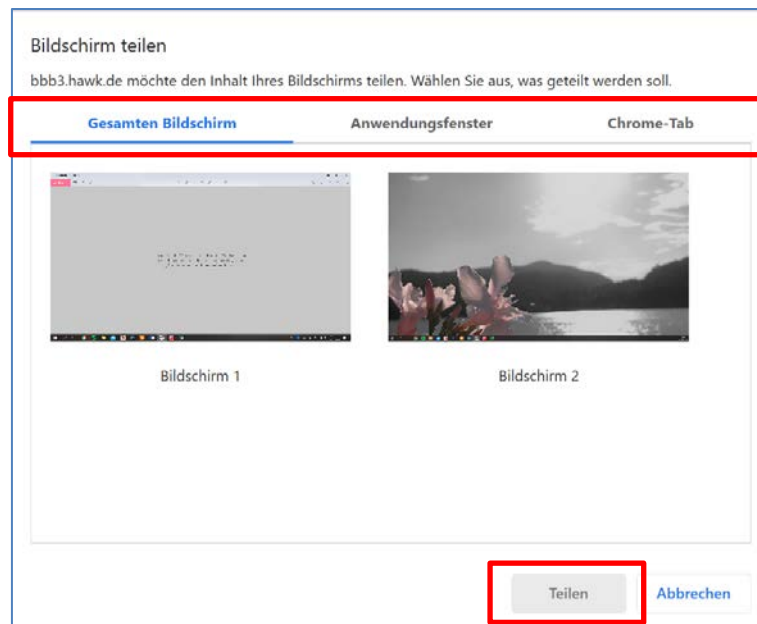 Bildschirm teilen
bbb3.hawk.de möchte den Inhalt Ihres Bildschirms teilen. Wählen Sie aus, was geteilt werden soll.
Gesamten Bildschirm Anwendungsfenster Chrome-Tab
Bildschirm 1 Bildschirm 2
Teilen Abbrechen